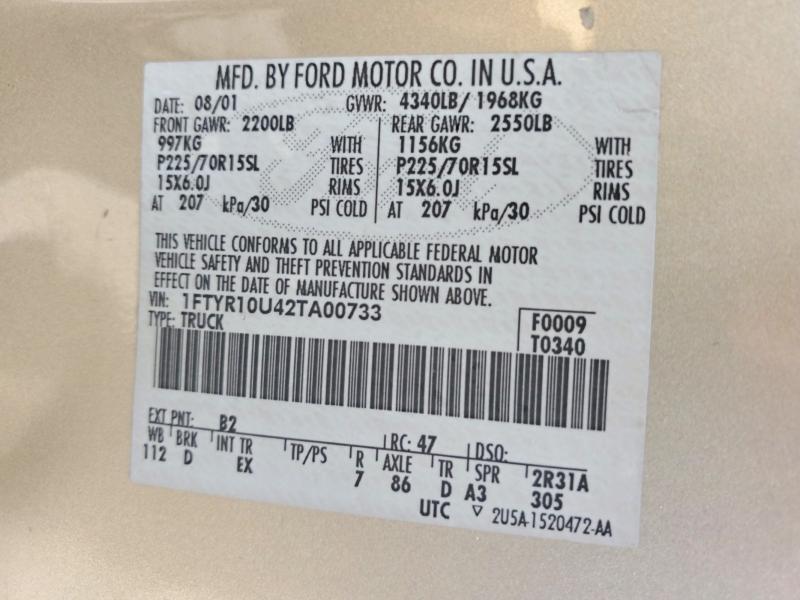 MFD. BY FORD MOTOR CO. IN U.S.A.
DATE: 08/01 GVWR: 4340LB/ 1968KG
FRONT GAWR: 2200LB REAR GAWR: 2550LB
997KG WITH 1156KG WITH
P225/70R15SL TIRES P225/70R15SL TIRES
15X6.0J RIMS 15X6.0J RIMS
AT 207 kPa/30 PSI COLD AT 207 kPa/30 PSI COLD
THIS VEHICLE CONFORMS TO ALL APPLICABLE FEDERAL MOTOR
VEHICLE SAFETY AND THEFT PREVENTION STANDARDS IN
EFFECT ON THE DATE OF MANUFACTURE SHOWN ABOVE.
VIN: 1FTYR10U42TA00733
TYPE: TRUCK
F0009
T0340
EXT PNT: B2 RC: 47 DSO:
WB BRK INT TR TP/PS R AXLE TR SPR 2R31A
112 D EX 7 86 D A3 305
UTC ▽ 2U5A-1520472-AA